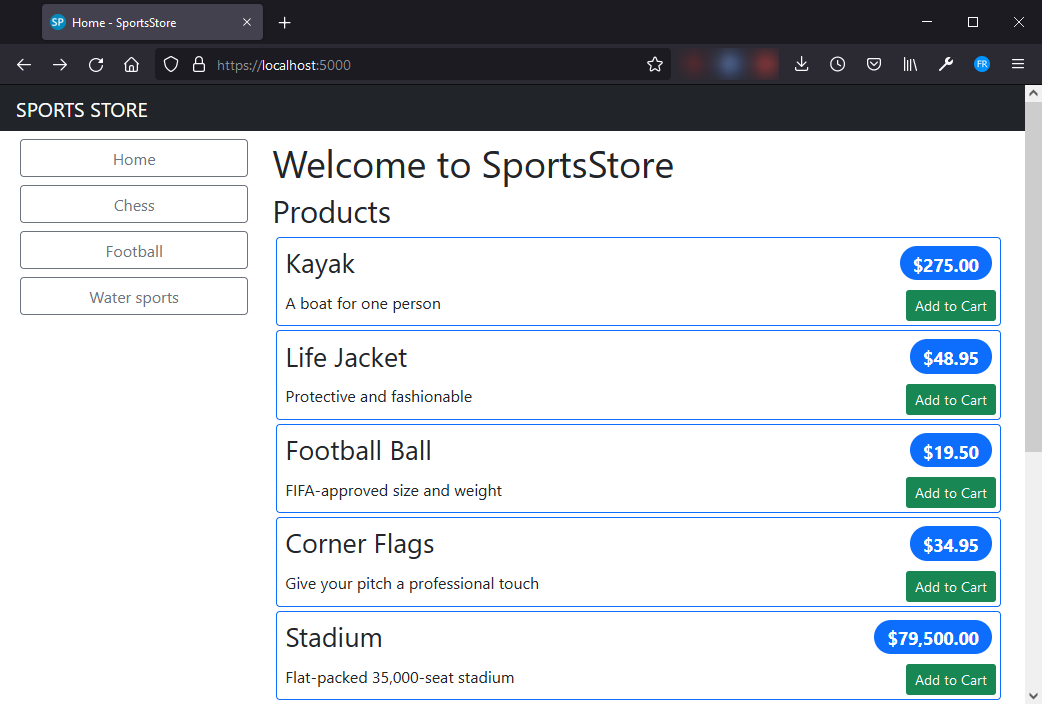 SP Home - SportsStore
https://localhost:5000
FR
SPORTS STORE
Home
Chess
Football
Water sports
Welcome to SportsStore
Products
Kayak
$275.00
A boat for one person
Add to Cart
Life Jacket
$48.95
Protective and fashionable
Add to Cart
Football Ball
$19.50
FIFA-approved size and weight
Add to Cart
Corner Flags
$34.95
Give your pitch a professional touch
Add to Cart
Stadium
$79,500.00
Flat-packed 35,000-seat stadium
Add to Cart